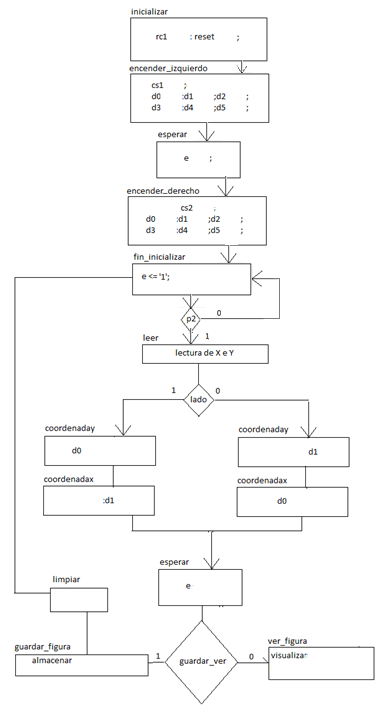 inicializar
rc1 : reset ;
encender_izquierdo
cs1 ;
d0 :d1 ;d2 ;
d3 :d4 ;d5 ;
esperar
e ;
encender_derecho
cs2 ;
d0 :d1 ;d2 ;
d3 :d4 ;d5 ;
fin_inicializar
e <= '1';
p2 0
1
leer
lectura de X e Y
1 lado 0
coordenaday coordenaday
d0 d1
coordenadax coordenadax
:d1 d0
esperar
e
limpiar
guardar_figura ver_figura
almacenar 1 guardar_ver 0 visualizar